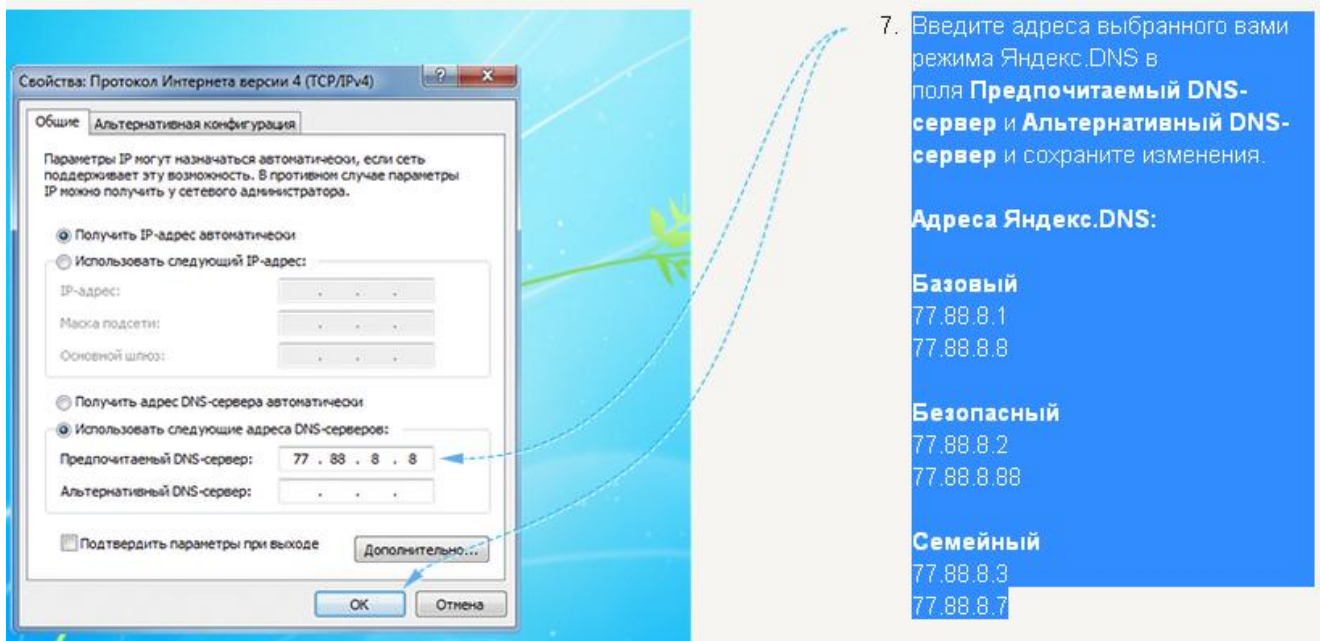 Свойства: Протокол Интернета версии 4 (TCP/IPv4)
Общие
Альтернативная конфигурация
Параметры IP могут назначаться автоматически, если сеть
поддерживает эту возможность. В противном случае параметры
IP можно получить у сетевого администратора.
Получить IP-адрес автоматически
Использовать следующий IP-адрес:
IP-адрес:
Маска подсети:
Основной шлюз:
Получить адрес DNS-сервера автоматически
Использовать следующие адреса DNS-серверов:
Предпочитаемый DNS-сервер: 77 . 88 . 8 . 8
Альтернативный DNS-сервер:
Подтвердить параметры при выходе
Дополнительно...
ОК
Отмена
7. Введите адреса выбранного вами
режима Яндекс.DNS в
поля Предпочитаемый DNS-
сервер и Альтернативный DNS-
сервер и сохраните изменения.
Адреса Яндекс.DNS:
Базовый
77.88.8.1
77.88.8.8
Безопасный
77.88.8.2
77.88.8.88
Семейный
77.88.8.3
77.88.8.7